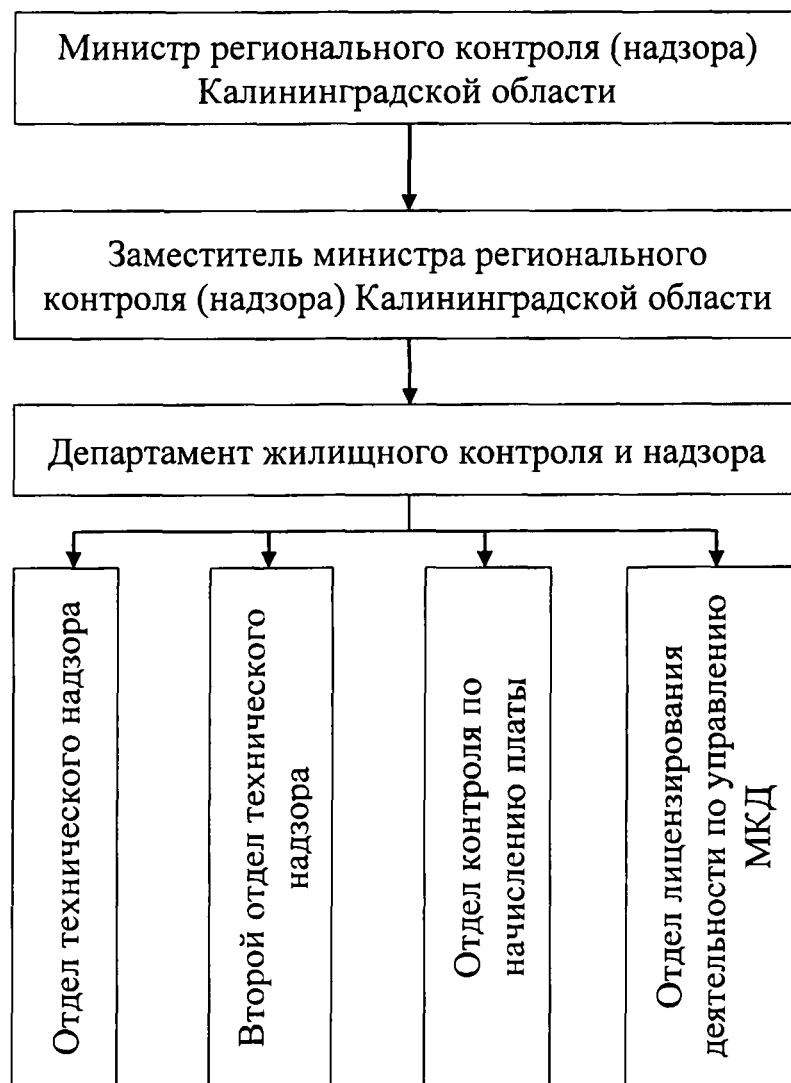 Министр регионального контроля (надзора)
Калининградской области
Заместитель министра регионального
контроля (надзора) Калининградской области
Департамент жилищного контроля и надзора
Отдел технического надзора
Второй отдел технического
надзора
Отдел контроля по
начислению платы
Отдел лицензирования
деятельности по управлению
МКД